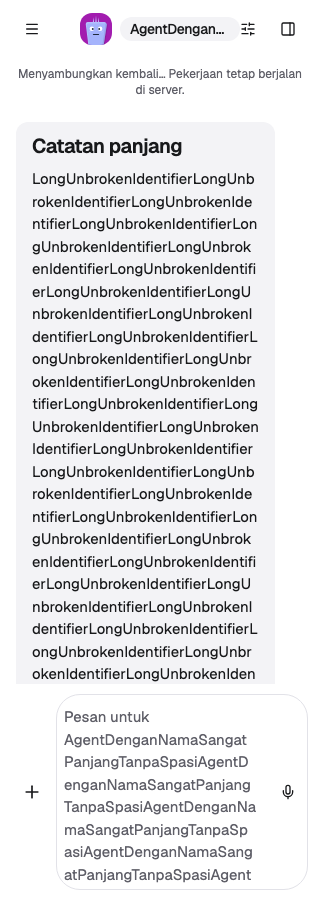 AgentDengan...
Menyambungkan kembali... Pekerjaan tetap berjalan
di server.
Catatan panjang
LongUnbrokenIdentifierLongUnb
rokenIdentifierLongUnbrokenIde
ntifierLongUnbrokenIdentifierLon
gUnbrokenIdentifierLongUnbrok
enIdentifierLongUnbrokenIdentifi
erLongUnbrokenIdentifierLongU
nbrokenIdentifierLongUnbrokenI
dentifierLongUnbrokenIdentifierL
ongUnbrokenIdentifierLongUnbr
okenIdentifierLongUnbrokenIden
tifierLongUnbrokenIdentifierLong
UnbrokenIdentifierLongUnbroken
IdentifierLongUnbrokenIdentifier
LongUnbrokenIdentifierLongUnb
rokenIdentifierLongUnbrokenIde
ntifierLongUnbrokenIdentifierLon
gUnbrokenIdentifierLongUnbrok
enIdentifierLongUnbrokenIdentifi
erLongUnbrokenIdentifierLongU
nbrokenIdentifierLongUnbrokenI
dentifierLongUnbrokenIdentifierL
ongUnbrokenIdentifierLongUnbr
okenIdentifierLongUnbrokenIden
Pesan untuk
AgentDenganNamaSangat
PanjangTanpaSpasiAgentD
enganNamaSangatPanjang
TanpaSpasiAgentDenganNa
maSangatPanjangTanpaSp
asiAgentDenganNamaSang
atPanjangTanpaSpasiAgent